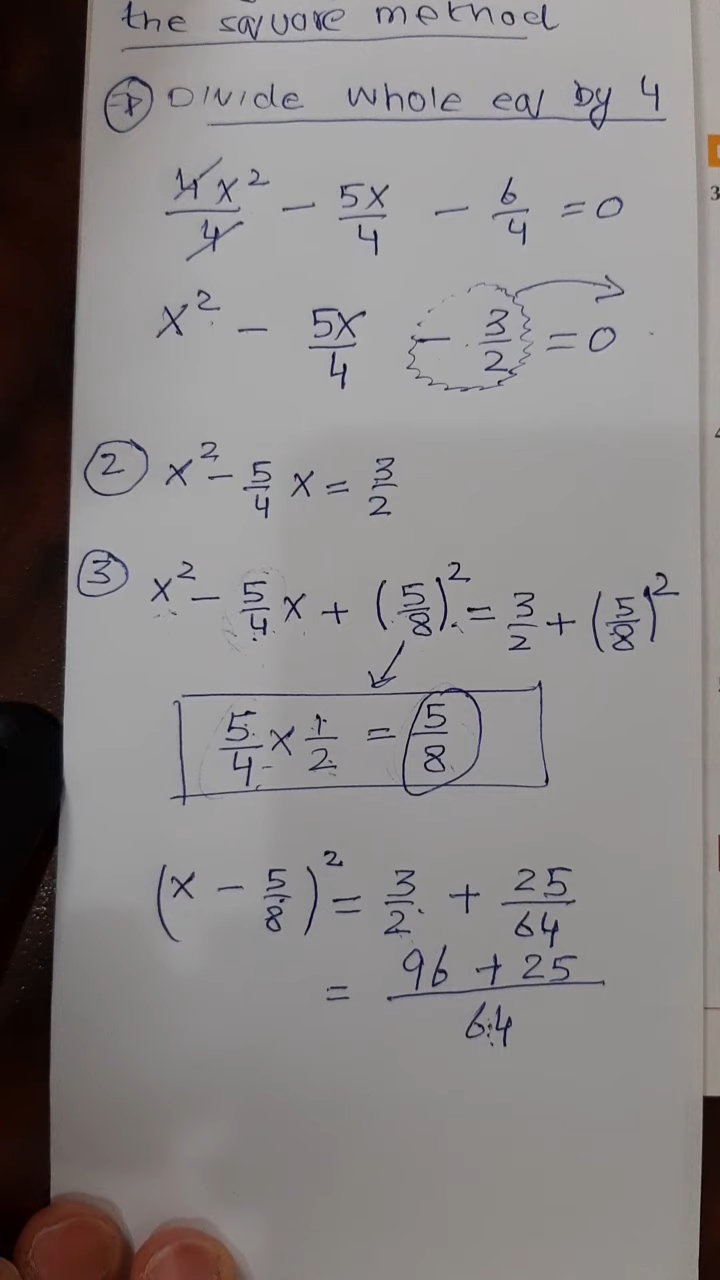 the square method
① Divide whole eq by 4
4x²/4 - 5x/4 - 6/4 = 0
x² - 5x/4 - 3/2 = 0
② x² - 5/4 x = 3/2
③ x² - 5/4 x + (5/8)² = 3/2 + (5/8)²
5/4 × 1/2 = 5/8
(x - 5/8)² = 3/2 + 25/64
= 96 + 25/64
3